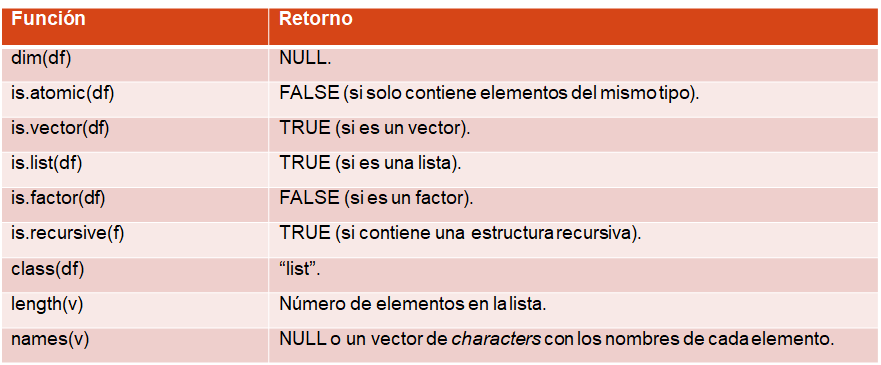 Función Retorno
dim(df) NULL.
is.atomic(df) FALSE (si solo contiene elementos del mismo tipo).
is.vector(df) TRUE (si es un vector).
is.list(df) TRUE (si es una lista).
is.factor(df) FALSE (si es un factor).
is.recursive(f) TRUE (si contiene una estructura recursiva).
class(df) “list”.
length(v) Número de elementos en la lista.
names(v) NULL o un vector de characters con los nombres de cada elemento.